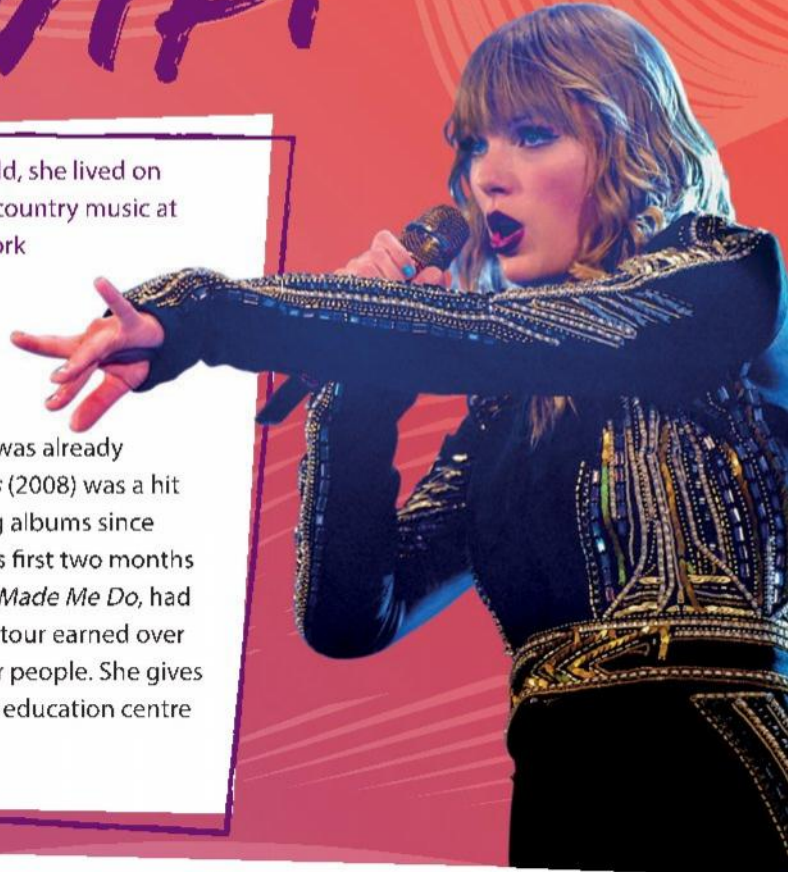 ld, she lived on
country music at
ork
was already
s (2008) was a hit
g albums since
s first two months
Made Me Do, had
tour earned over
r people. She gives
education centre